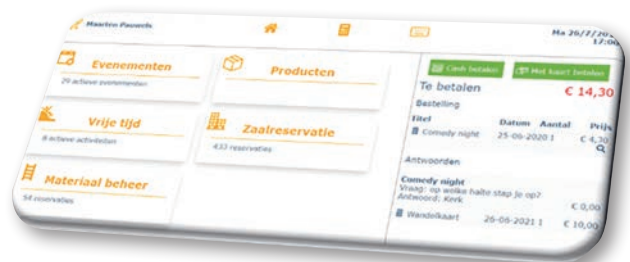 Maarten Pauwels
Ma 26/7/20
17:00
Evenementen
29 actieve evenementen
Producten
Vrije tijd
8 actieve activiteiten
Zaalreservatie
433 reservaties
Materiaal beheer
54 reservaties
Cash betalen
Met kaart betalen
Te betalen
€ 14,30
Bestelling
Titel Datum Aantal Prijs
Comedy night 25-06-2020 1 € 4,30
Antwoorden
Comedy night
Vraag: op welke halte stap je op?
Antwoord: Kerk
€ 0,00
Wandelkaart 26-06-2021 1 € 10,00